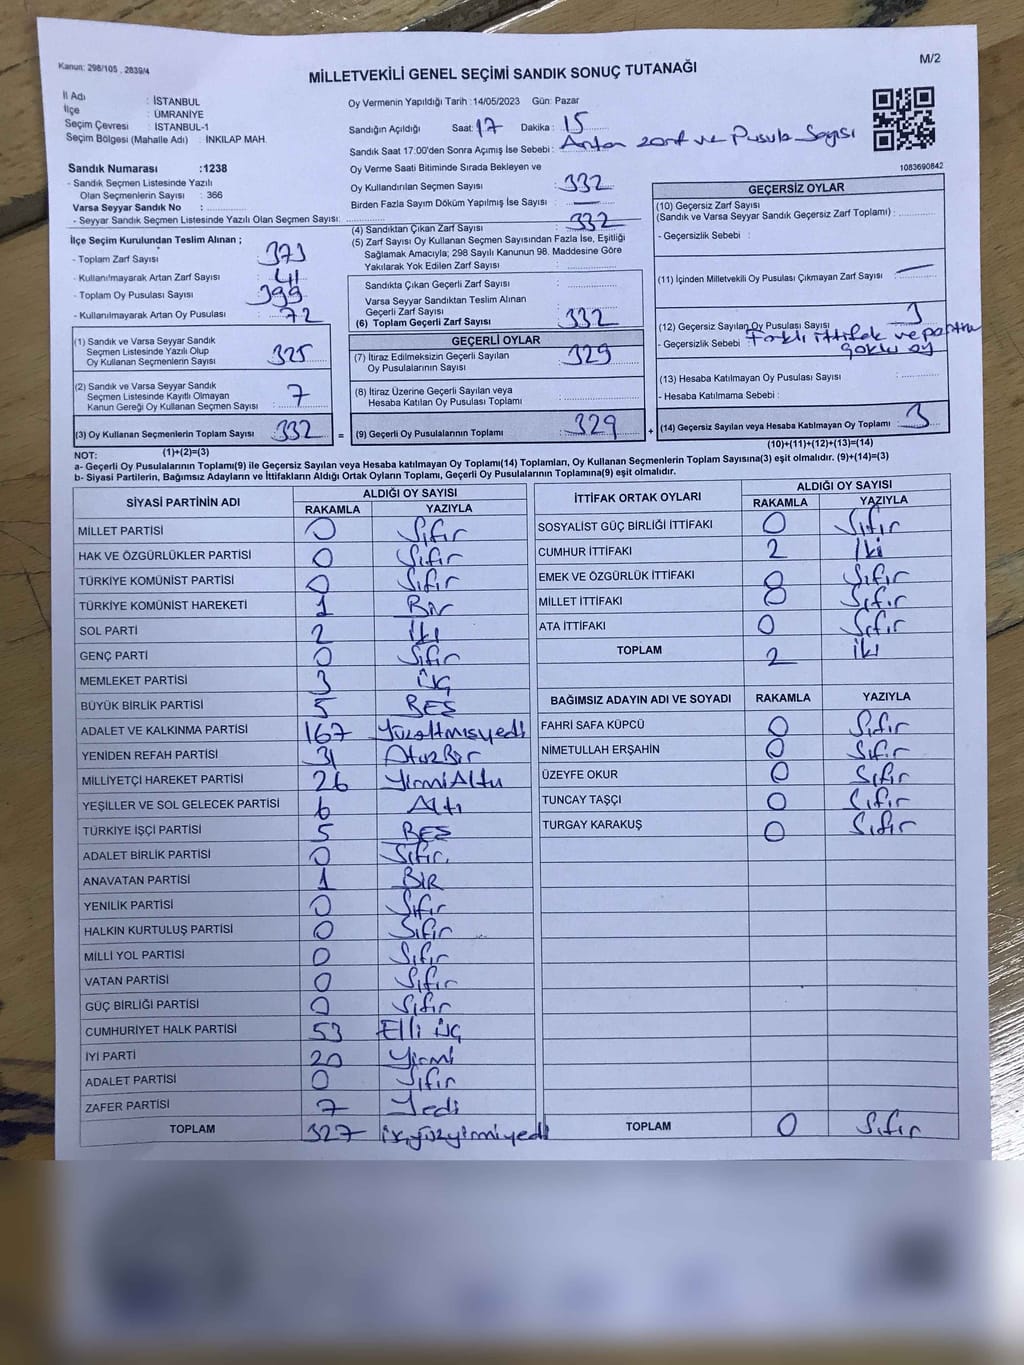 Kanun: 298/105 , 2839/4
M/2
MİLLETVEKİLİ GENEL SEÇİMİ SANDIK SONUÇ TUTANAĞI
İl Adı : İSTANBUL
İlçe : ÜMRANİYE
Seçim Çevresi : İSTANBUL-1
Seçim Bölgesi (Mahalle Adı) : İNKILAP MAH.
Oy Vermenin Yapıldığı Tarih : 14/05/2023 Gün: Pazar
Sandığın Açıldığı Saat: 17 Dakika: 15
Sandık Saat 17:00'den Sonra Açımış İse Sebebi: Artan zarf ve Pusula Sayısı
1083690842
Sandık Numarası :1238
- Sandık Seçmen Listesinde Yazılı
Olan Seçmenlerin Sayısı : 366
Varsa Seyyar Sandık No :
- Seyyar Sandık Seçmen Listesinde Yazılı Olan Seçmen Sayısı:
İlçe Seçim Kurulundan Teslim Alınan ;
- Toplam Zarf Sayısı : 373
- Kullanılmayarak Artan Zarf Sayısı : 41
- Toplam Oy Pusulası Sayısı : 399
- Kullanılmayarak Artan Oy Pusulası : 72
(1) Sandık ve Varsa Seyyar Sandık
Seçmen Listesinde Yazılı Olup
Oy Kullanan Seçmenlerin Sayısı : 325
(2) Sandık ve Varsa Seyyar Sandık
Seçmen Listesinde Kayıtlı Olmayan
Kanun Gereği Oy Kullanan Seçmen Sayısı : 7
(3) Oy Kullanan Seçmenlerin Toplam Sayısı : 332
(1)+(2)=(3)
Oy Verme Saati Bitiminde Sırada Bekleyen ve
Oy Kullandırılan Seçmen Sayısı : 332
Birden Fazla Sayım Döküm Yapılmış İse Sayısı : —
(4) Sandıktan Çıkan Zarf Sayısı : 332
(5) Zarf Sayısı Oy Kullanan Seçmen Sayısından Fazla İse, Eşitliği
Sağlamak Amacıyla; 298 Sayılı Kanunun 98. Maddesine Göre
Yakılarak Yok Edilen Zarf Sayısı :
Sandıkta Çıkan Geçerli Zarf Sayısı :
Varsa Seyyar Sandıktan Teslim Alınan
Geçerli Zarf Sayısı :
(6) Toplam Geçerli Zarf Sayısı : 332
GEÇERLİ OYLAR
(7) İtiraz Edilmeksizin Geçerli Sayılan
Oy Pusulalarının Sayısı : 329
(8) İtiraz Üzerine Geçerli Sayılan veya
Hesaba Katılan Oy Pusulası Toplamı :
= (9) Geçerli Oy Pusulalarının Toplamı : 329 +
GEÇERSİZ OYLAR
(10) Geçersiz Zarf Sayısı
(Sandık ve Varsa Seyyar Sandık Geçersiz Zarf Toplamı) :
- Geçersizlik Sebebi :
(11) İçinden Milletvekili Oy Pusulası Çıkmayan Zarf Sayısı : —
(12) Geçersiz Sayılan Oy Pusulası Sayısı : 3
- Geçersizlik Sebebi : Farklı ittifak ve partiye
çoklu oy
(13) Hesaba Katılmayan Oy Pusulası Sayısı :
- Hesaba Katılmama Sebebi :
(14) Geçersiz Sayılan veya Hesaba Katılmayan Oy Toplamı : 3
(10)+(11)+(12)+(13)=(14)
NOT:
a- Geçerli Oy Pusulalarının Toplamı(9) ile Geçersiz Sayılan veya Hesaba katılmayan Oy Toplamı(14) Toplamları, Oy Kullanan Seçmenlerin Toplam Sayısına(3) eşit olmalıdır. (9)+(14)=(3)
b- Siyasi Partilerin, Bağımsız Adayların ve İttifakların Aldığı Ortak Oyların Toplamı, Geçerli Oy Pusulalarının Toplamına(9) eşit olmalıdır.
SİYASİ PARTİNİN ADI ALDIĞI OY SAYISI
RAKAMLA YAZIYLA
MİLLET PARTİSİ 0 Sıfır
HAK VE ÖZGÜRLÜKLER PARTİSİ 0 Sıfır
TÜRKİYE KOMÜNİST PARTİSİ 0 Sıfır
TÜRKİYE KOMÜNİST HAREKETİ 1 Bir
SOL PARTİ 2 İki
GENÇ PARTİ 0 Sıfır
MEMLEKET PARTİSİ 3 üç
BÜYÜK BİRLİK PARTİSİ 5 BEŞ
ADALET VE KALKINMA PARTİSİ 167 Yüzaltmışyedi
YENİDEN REFAH PARTİSİ 31 OtuzBir
MİLLİYETÇİ HAREKET PARTİSİ 26 YirmiAltı
YEŞİLLER VE SOL GELECEK PARTİSİ 6 Altı
TÜRKİYE İŞÇİ PARTİSİ 5 BEŞ
ADALET BİRLİK PARTİSİ 0 Sıfır
ANAVATAN PARTİSİ 1 BİR
YENİLİK PARTİSİ 0 Sıfır
HALKIN KURTULUŞ PARTİSİ 0 Sıfır
MİLLİ YOL PARTİSİ 0 Sıfır
VATAN PARTİSİ 0 Sıfır
GÜÇ BİRLİĞİ PARTİSİ 0 Sıfır
CUMHURİYET HALK PARTİSİ 53 Elli üç
İYİ PARTİ 20 Yirmi
ADALET PARTİSİ 0 Sıfır
ZAFER PARTİSİ 7 Yedi
TOPLAM 327
İTTİFAK ORTAK OYLARI ALDIĞI OY SAYISI
RAKAMLA YAZIYLA
SOSYALİST GÜÇ BİRLİĞİ İTTİFAKI 0 Sıfır
CUMHUR İTTİFAKI 2 İki
EMEK VE ÖZGÜRLÜK İTTİFAKI 0 Sıfır
MİLLET İTTİFAKI 0 Sıfır
ATA İTTİFAKI 0 Sıfır
TOPLAM 2 iki
BAĞIMSIZ ADAYIN ADI VE SOYADI RAKAMLA YAZIYLA
FAHRİ SAFA KÜPCÜ 0 Sıfır
NİMETULLAH ERŞAHİN 0 Sıfır
ÜZEYFE OKUR 0 Sıfır
TUNCAY TAŞÇI 0 Sıfır
TURGAY KARAKUŞ 0 Sıfır
TOPLAM 0 Sıfır